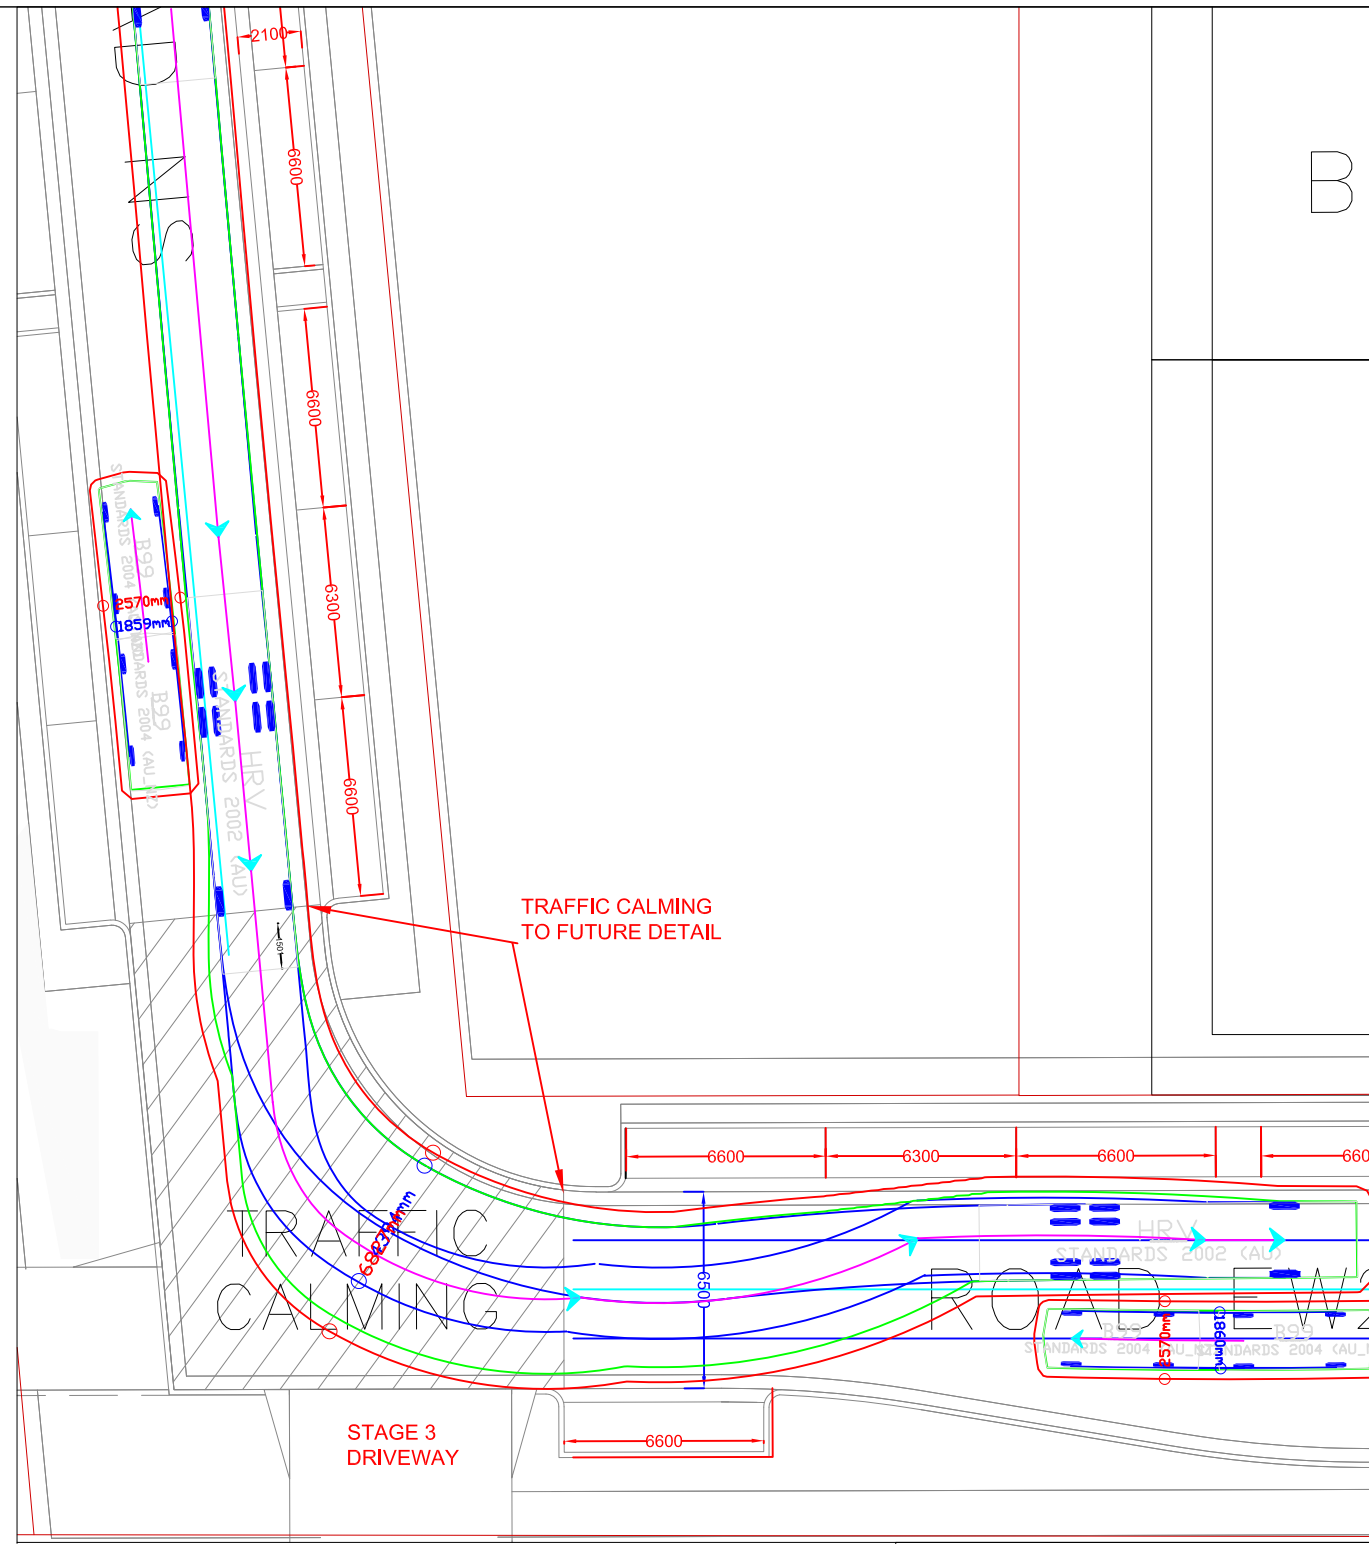 2100
6600
6600
6300
6600
S N
B
STANDARDS 2004
B99
2570mm
1859mm
B99
STANDARDS 2004 (AU_NZ)
HRV
STANDARDS 2002 (AU)
TRAFFIC CALMING
TO FUTURE DETAIL
6600
6300
6600
6500
TRAFFIC
CALMING
HRV
STANDARDS 2002 (AU)
ROAD EW2
B99
STANDARDS 2004
2570mm
1860mm
B99
STANDARDS 2004
6600
STAGE 3
DRIVEWAY